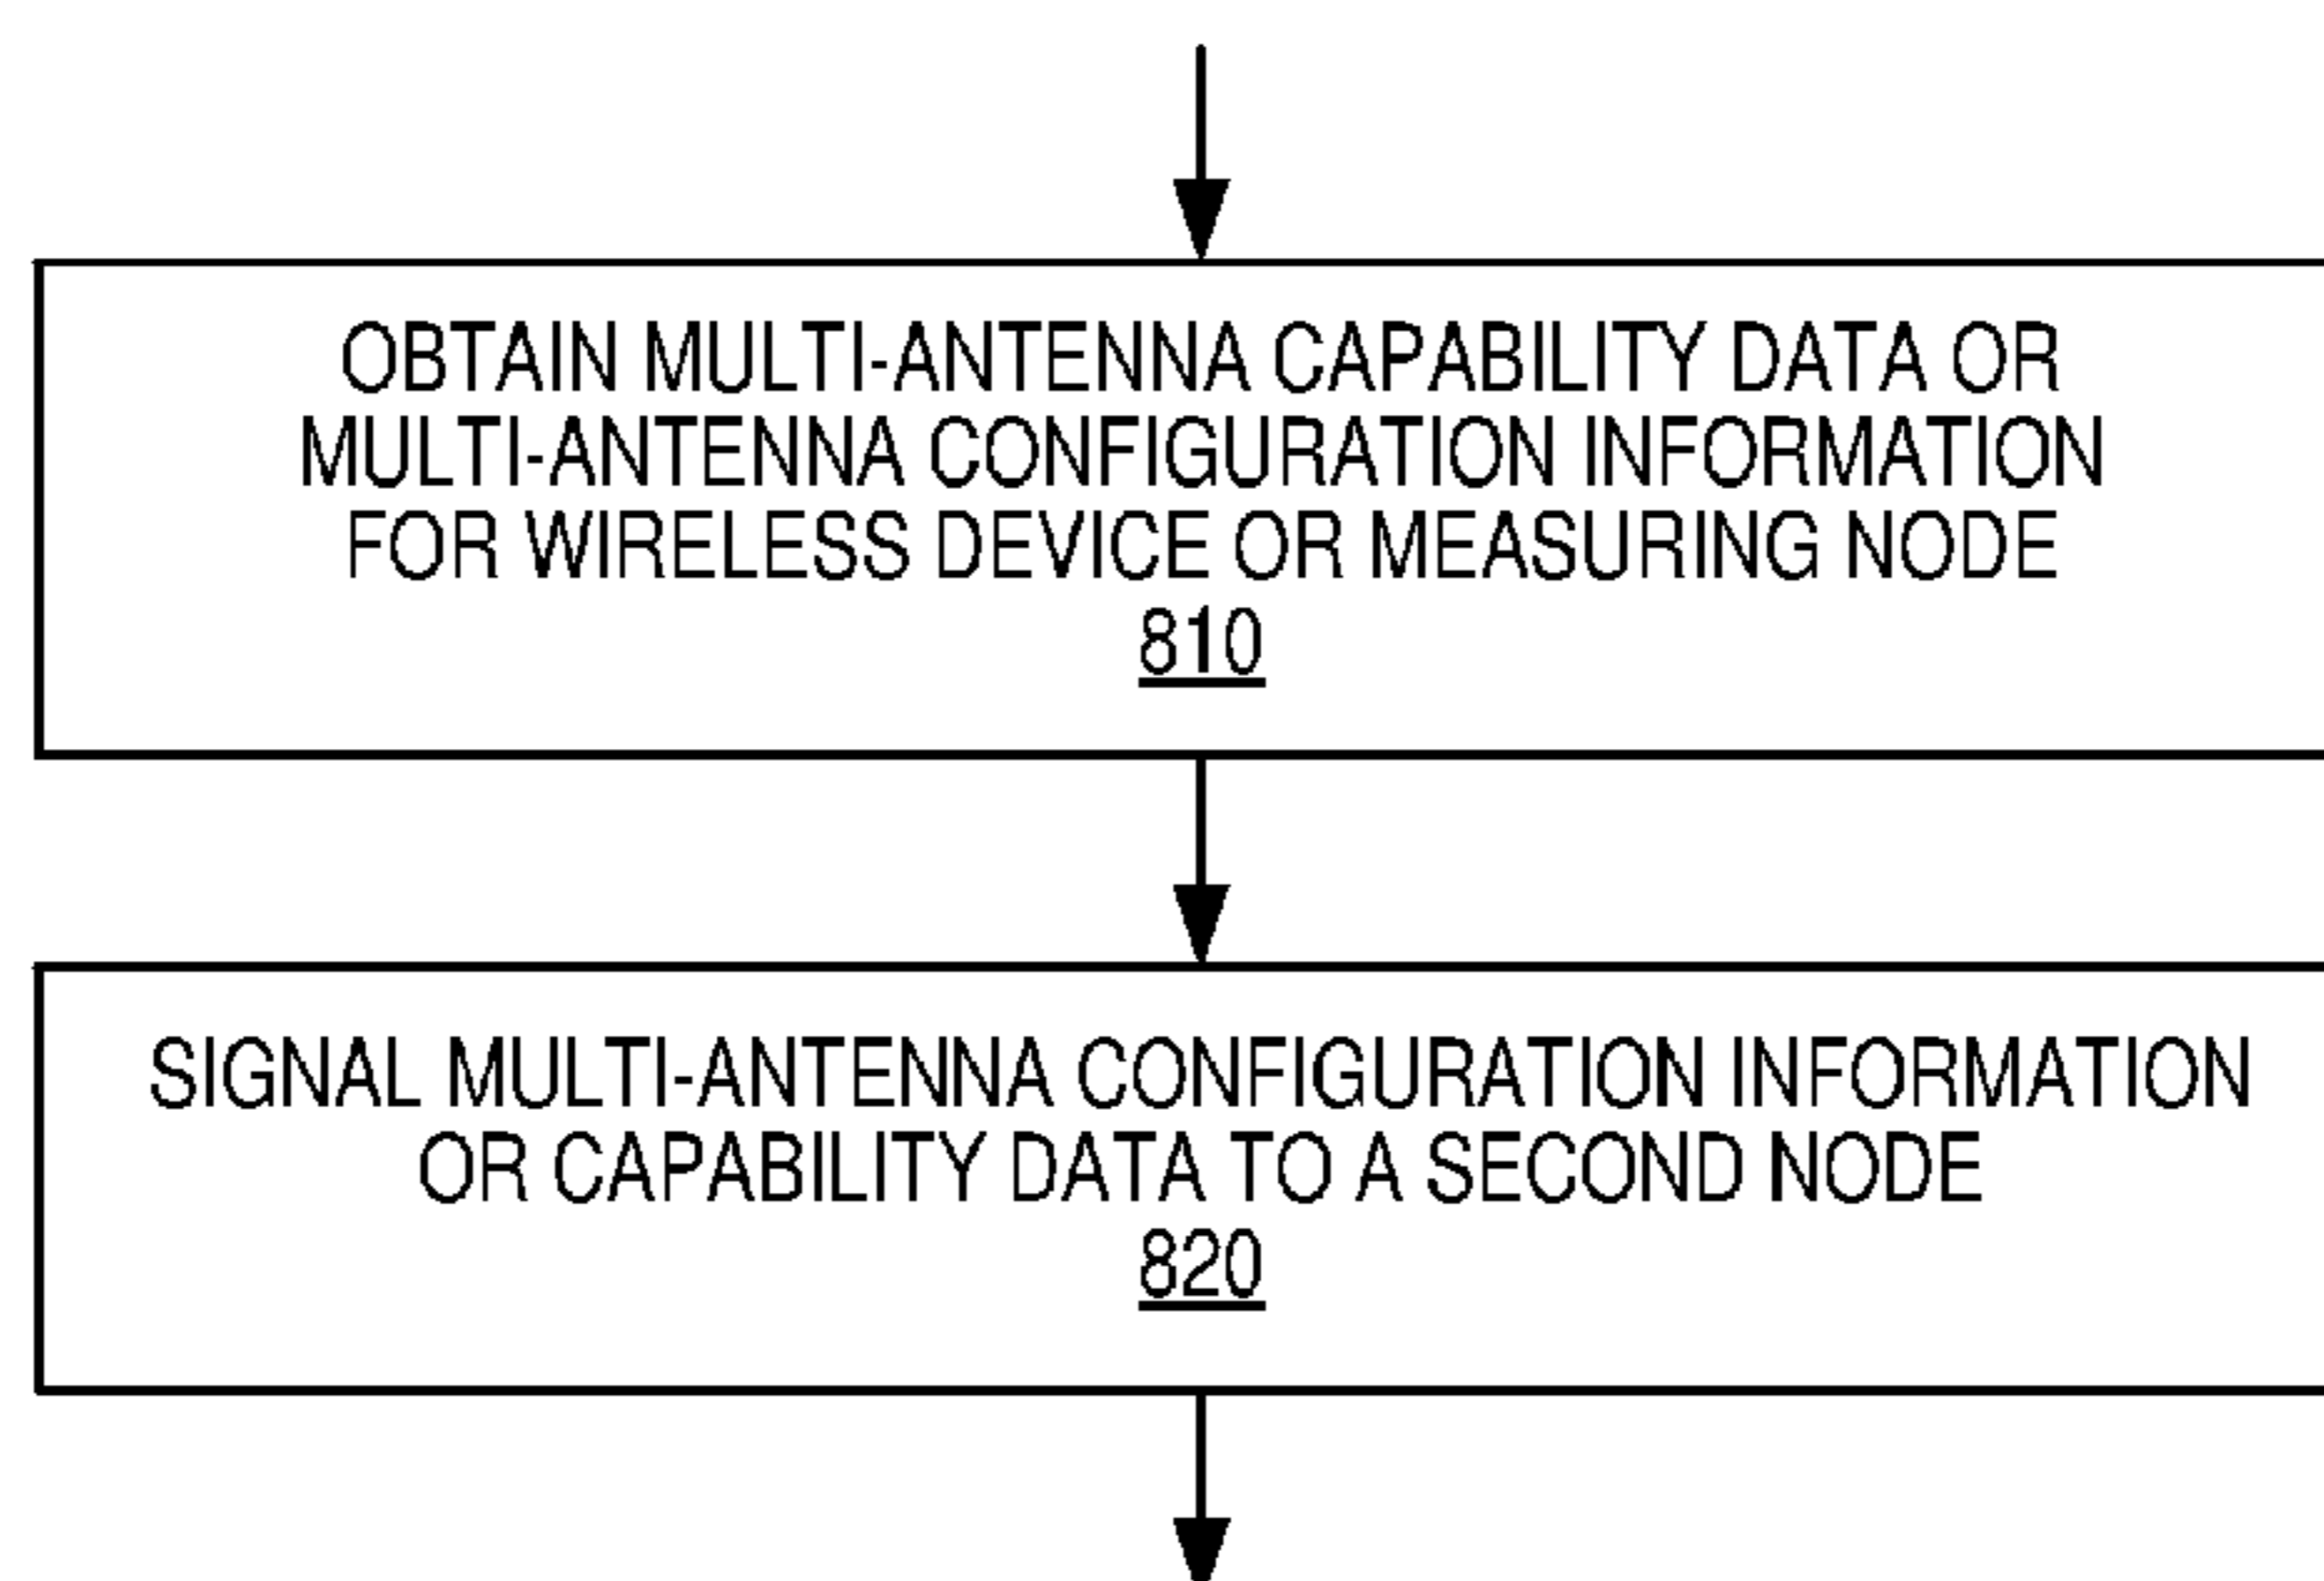 OBTAIN MULTI-ANTENNA CAPABILITY DATA OR
MULTI-ANTENNA CONFIGURATION INFORMATION
FOR WIRELESS DEVICE OR MEASURING NODE
810
SIGNAL MULTI-ANTENNA CONFIGURATION INFORMATION
OR CAPABILITY DATA TO A SECOND NODE
820